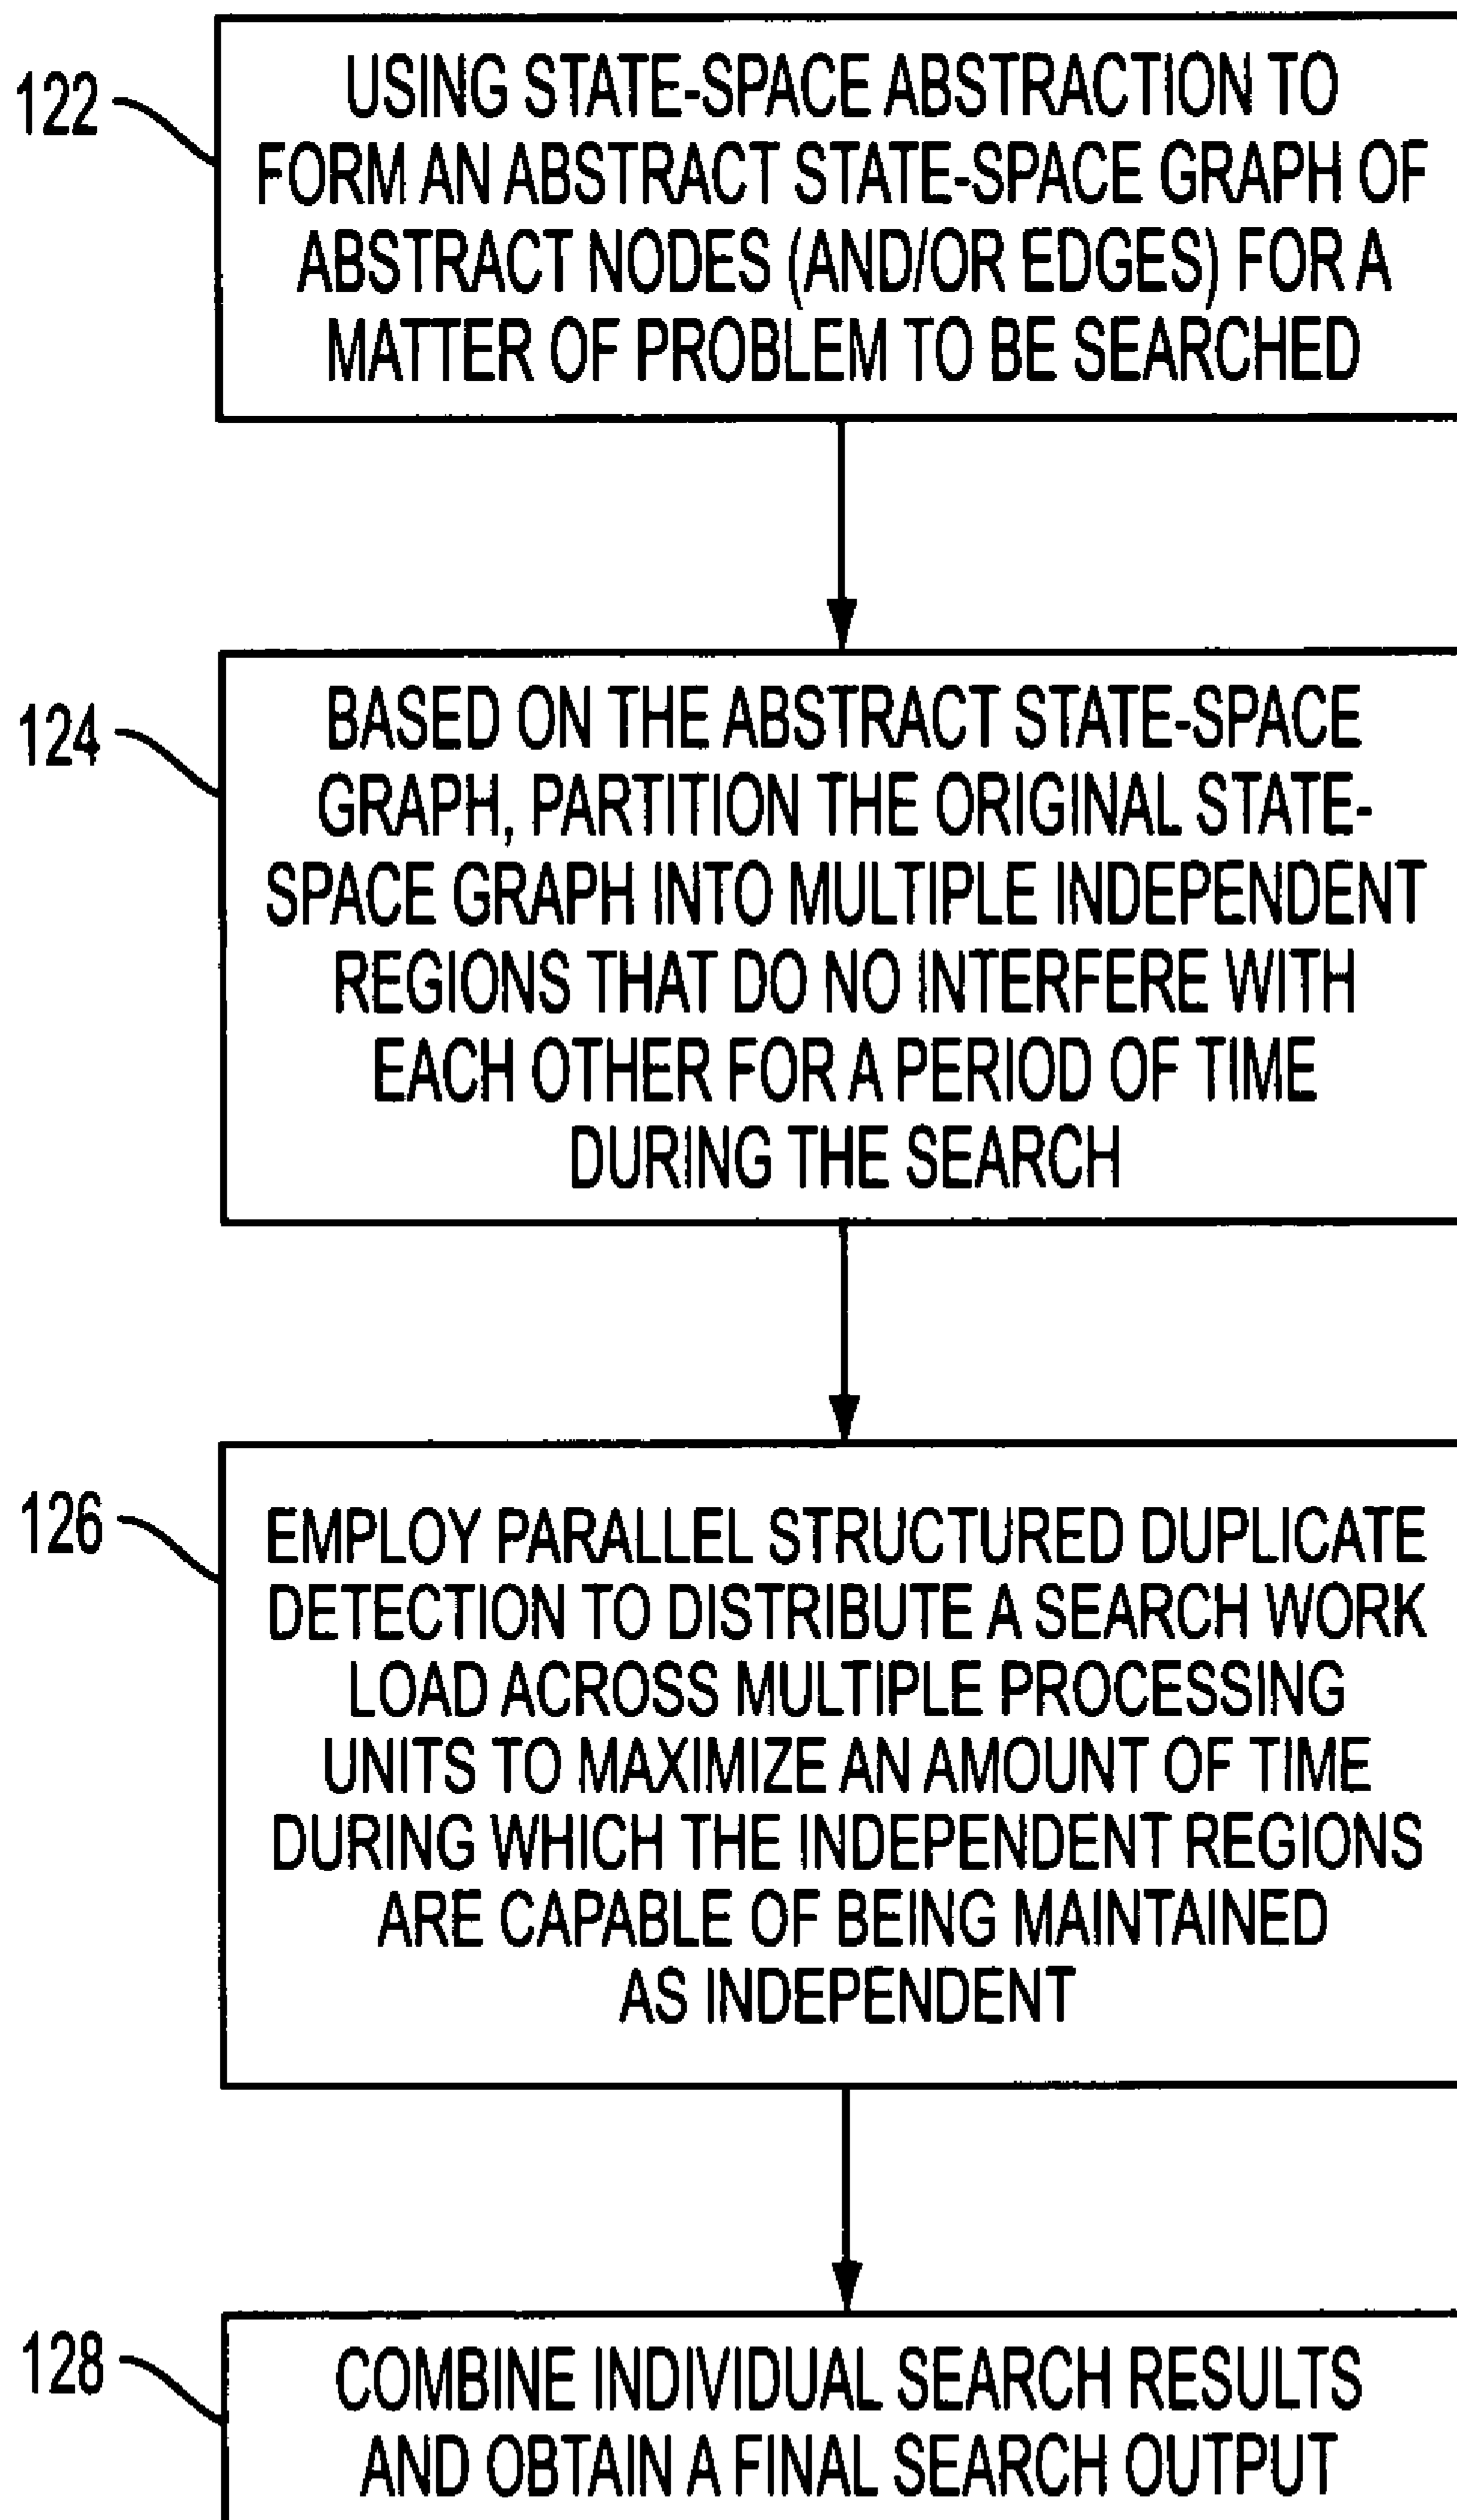 122
USING STATE-SPACE ABSTRACTION TO
FORM AN ABSTRACT STATE-SPACE GRAPH OF
ABSTRACT NODES (AND/OR EDGES) FOR A
MATTER OF PROBLEM TO BE SEARCHED
124
BASED ON THE ABSTRACT STATE-SPACE
GRAPH, PARTITION THE ORIGINAL STATE-
SPACE GRAPH INTO MULTIPLE INDEPENDENT
REGIONS THAT DO NO INTERFERE WITH
EACH OTHER FOR A PERIOD OF TIME
DURING THE SEARCH
126
EMPLOY PARALLEL STRUCTURED DUPLICATE
DETECTION TO DISTRIBUTE A SEARCH WORK
LOAD ACROSS MULTIPLE PROCESSING
UNITS TO MAXIMIZE AN AMOUNT OF TIME
DURING WHICH THE INDEPENDENT REGIONS
ARE CAPABLE OF BEING MAINTAINED
AS INDEPENDENT
128
COMBINE INDIVIDUAL SEARCH RESULTS
AND OBTAIN A FINAL SEARCH OUTPUT